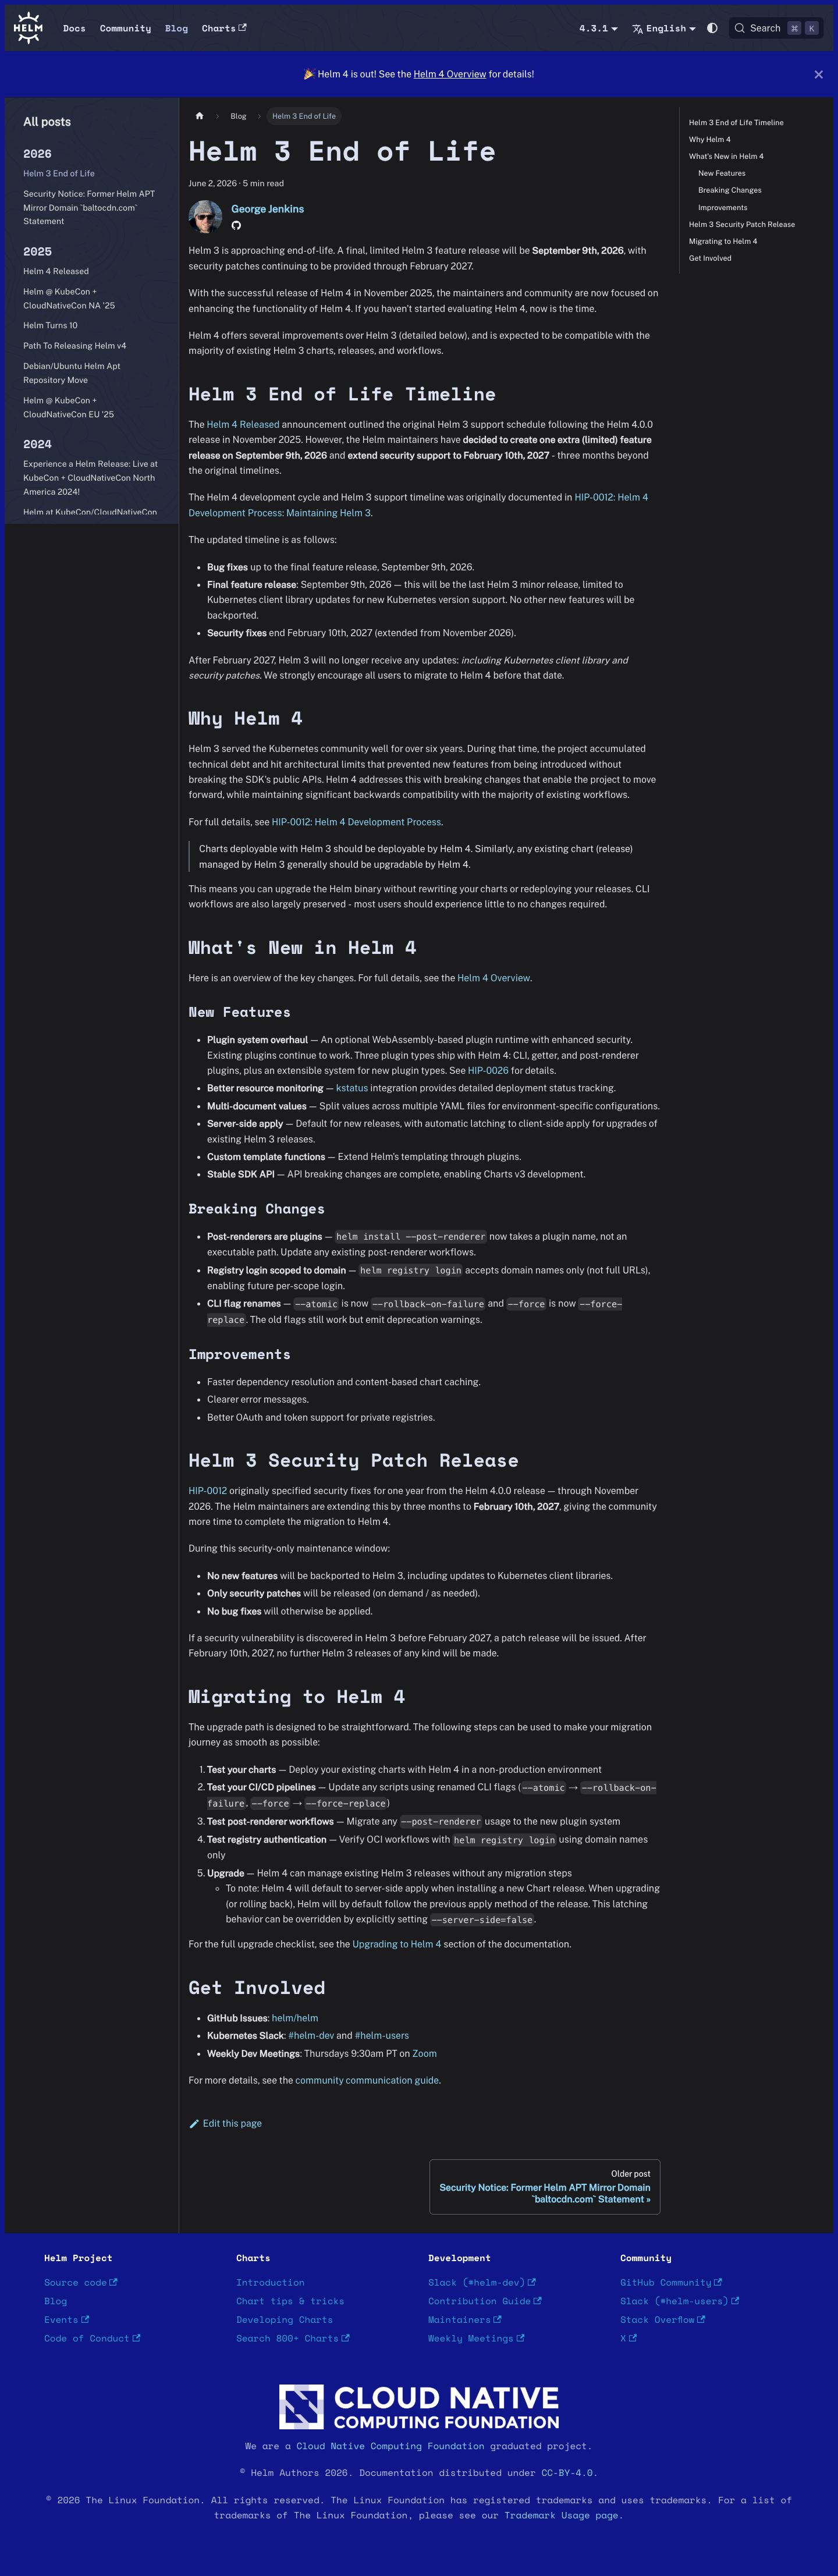 HELM
Docs Community Blog Charts
4.3.1 English Search ⌘ K
🎉 Helm 4 is out! See the Helm 4 Overview for details!
All posts
2026
Helm 3 End of Life
Security Notice: Former Helm APT
Mirror Domain `baltocdn.com`
Statement
2025
Helm 4 Released
Helm @ KubeCon +
CloudNativeCon NA '25
Helm Turns 10
Path To Releasing Helm v4
Debian/Ubuntu Helm Apt
Repository Move
Helm @ KubeCon +
CloudNativeCon EU '25
2024
Experience a Helm Release: Live at
KubeCon + CloudNativeCon North
America 2024!
Helm at KubeCon/CloudNativeCon
Blog
Helm 3 End of Life
Helm 3 End of Life
June 2, 2026 · 5 min read
George Jenkins
Helm 3 is approaching end-of-life. A final, limited Helm 3 feature release will be September 9th, 2026, with
security patches continuing to be provided through February 2027.
With the successful release of Helm 4 in November 2025, the maintainers and community are now focused on
enhancing the functionality of Helm 4. If you haven't started evaluating Helm 4, now is the time.
Helm 4 offers several improvements over Helm 3 (detailed below), and is expected to be compatible with the
majority of existing Helm 3 charts, releases, and workflows.
Helm 3 End of Life Timeline
The Helm 4 Released announcement outlined the original Helm 3 support schedule following the Helm 4.0.0
release in November 2025. However, the Helm maintainers have decided to create one extra (limited) feature
release on September 9th, 2026 and extend security support to February 10th, 2027 - three months beyond
the original timelines.
The Helm 4 development cycle and Helm 3 support timeline was originally documented in HIP-0012: Helm 4
Development Process: Maintaining Helm 3.
The updated timeline is as follows:
• Bug fixes up to the final feature release, September 9th, 2026.
• Final feature release: September 9th, 2026 — this will be the last Helm 3 minor release, limited to
Kubernetes client library updates for new Kubernetes version support. No other new features will be
backported.
• Security fixes end February 10th, 2027 (extended from November 2026).
After February 2027, Helm 3 will no longer receive any updates: including Kubernetes client library and
security patches. We strongly encourage all users to migrate to Helm 4 before that date.
Why Helm 4
Helm 3 served the Kubernetes community well for over six years. During that time, the project accumulated
technical debt and hit architectural limits that prevented new features from being introduced without
breaking the SDK's public APIs. Helm 4 addresses this with breaking changes that enable the project to move
forward, while maintaining significant backwards compatibility with the majority of existing workflows.
For full details, see HIP-0012: Helm 4 Development Process.
Charts deployable with Helm 3 should be deployable by Helm 4. Similarly, any existing chart (release)
managed by Helm 3 generally should be upgradable by Helm 4.
This means you can upgrade the Helm binary without rewriting your charts or redeploying your releases. CLI
workflows are also largely preserved - most users should experience little to no changes required.
What's New in Helm 4
Here is an overview of the key changes. For full details, see the Helm 4 Overview.
New Features
• Plugin system overhaul — An optional WebAssembly-based plugin runtime with enhanced security.
Existing plugins continue to work. Three plugin types ship with Helm 4: CLI, getter, and post-renderer
plugins, plus an extensible system for new plugin types. See HIP-0026 for details.
• Better resource monitoring — kstatus integration provides detailed deployment status tracking.
• Multi-document values — Split values across multiple YAML files for environment-specific configurations.
• Server-side apply — Default for new releases, with automatic latching to client-side apply for upgrades of
existing Helm 3 releases.
• Custom template functions — Extend Helm's templating through plugins.
• Stable SDK API — API breaking changes are complete, enabling Charts v3 development.
Breaking Changes
• Post-renderers are plugins — helm install --post-renderer now takes a plugin name, not an
executable path. Update any existing post-renderer workflows.
• Registry login scoped to domain — helm registry login accepts domain names only (not full URLs),
enabling future per-scope login.
• CLI flag renames — --atomic is now --rollback-on-failure and --force is now --force-
replace. The old flags still work but emit deprecation warnings.
Improvements
• Faster dependency resolution and content-based chart caching.
• Clearer error messages.
• Better OAuth and token support for private registries.
Helm 3 Security Patch Release
HIP-0012 originally specified security fixes for one year from the Helm 4.0.0 release — through November
2026. The Helm maintainers are extending this by three months to February 10th, 2027, giving the community
more time to complete the migration to Helm 4.
During this security-only maintenance window:
• No new features will be backported to Helm 3, including updates to Kubernetes client libraries.
• Only security patches will be released (on demand / as needed).
• No bug fixes will otherwise be applied.
If a security vulnerability is discovered in Helm 3 before February 2027, a patch release will be issued. After
February 10th, 2027, no further Helm 3 releases of any kind will be made.
Migrating to Helm 4
The upgrade path is designed to be straightforward. The following steps can be used to make your migration
journey as smooth as possible:
1. Test your charts — Deploy your existing charts with Helm 4 in a non-production environment
2. Test your CI/CD pipelines — Update any scripts using renamed CLI flags (--atomic → --rollback-on-
failure, --force → --force-replace)
3. Test post-renderer workflows — Migrate any --post-renderer usage to the new plugin system
4. Test registry authentication — Verify OCI workflows with helm registry login using domain names
only
5. Upgrade — Helm 4 can manage existing Helm 3 releases without any migration steps
◦ To note: Helm 4 will default to server-side apply when installing a new Chart release. When upgrading
(or rolling back), Helm will by default follow the previous apply method of the release. This latching
behavior can be overridden by explicitly setting --server-side=false.
For the full upgrade checklist, see the Upgrading to Helm 4 section of the documentation.
Get Involved
• GitHub Issues: helm/helm
• Kubernetes Slack: #helm-dev and #helm-users
• Weekly Dev Meetings: Thursdays 9:30am PT on Zoom
For more details, see the community communication guide.
Edit this page
Older post
Security Notice: Former Helm APT Mirror Domain
`baltocdn.com` Statement »
Helm 3 End of Life Timeline
Why Helm 4
What's New in Helm 4
New Features
Breaking Changes
Improvements
Helm 3 Security Patch Release
Migrating to Helm 4
Get Involved
Helm Project
Source code
Blog
Events
Code of Conduct
Charts
Introduction
Chart tips & tricks
Developing Charts
Search 800+ Charts
Development
Slack (#helm-dev)
Contribution Guide
Maintainers
Weekly Meetings
Community
GitHub Community
Slack (#helm-users)
Stack Overflow
X
CLOUD NATIVE
COMPUTING FOUNDATION
We are a Cloud Native Computing Foundation graduated project.
© Helm Authors 2026. Documentation distributed under CC-BY-4.0.
© 2026 The Linux Foundation. All rights reserved. The Linux Foundation has registered trademarks and uses trademarks. For a list of
trademarks of The Linux Foundation, please see our Trademark Usage page.